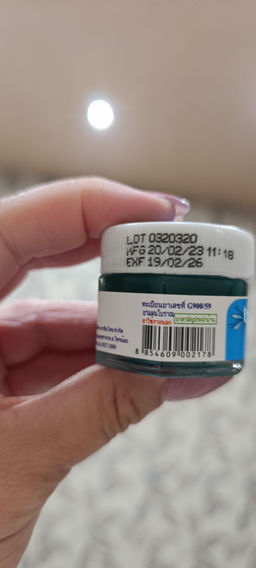 LOT 0320320
MFG 20/02/23 11:18
EXP 19/02/26
ทะเบียนยาเลขที่ G900/59
ยาแผนโบราณ
ยาใช้ภายนอก
ยาสามัญประจำบ้าน
8 854609 002178